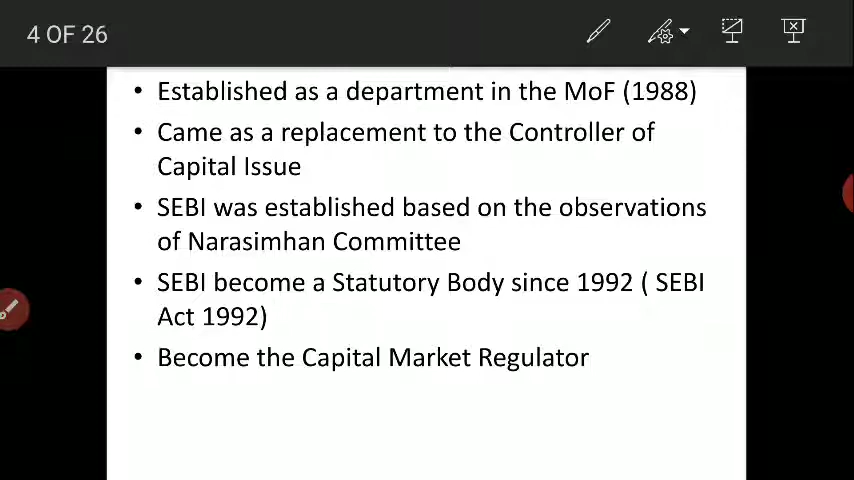 4 OF 26
• Established as a department in the MoF (1988)
• Came as a replacement to the Controller of
Capital Issue
• SEBI was established based on the observations
of Narasimhan Committee
• SEBI become a Statutory Body since 1992 ( SEBI
Act 1992)
• Become the Capital Market Regulator